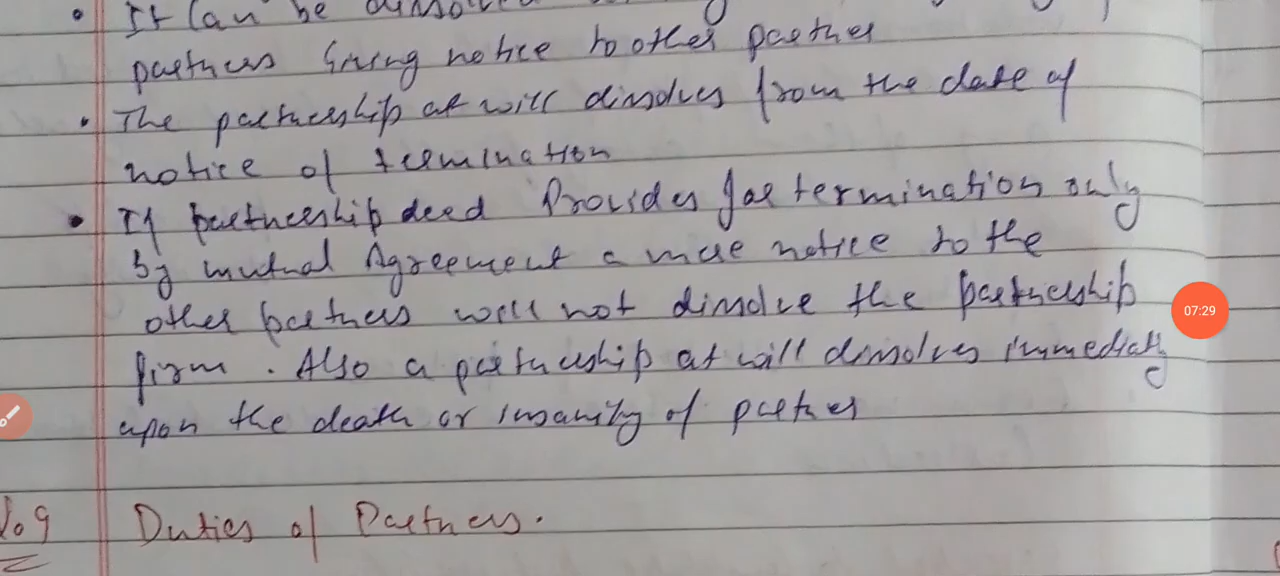 • It can be
partners giving notice to other partner
• The partnership at will dissolves from the date of
notice of termination
• If partnership deed Provides for termination only
by mutual Agreement a mere notice to the
other partners will not dissolve the partnership
firm. Also a partnership at will dissolves immediately
upon the death or insanity of partner
Duties of Partners.
07:29